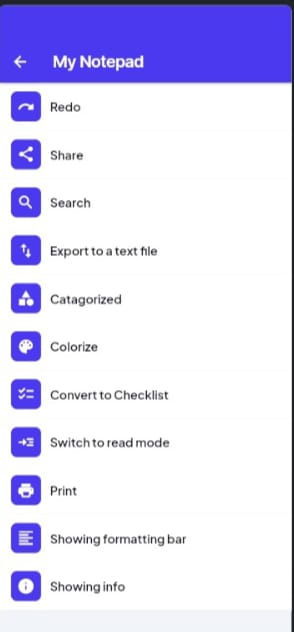 My Notepad
Redo
Share
Search
Export to a text file
Catagorized
Colorize
Convert to Checklist
Switch to read mode
Print
Showing formatting bar
Showing info